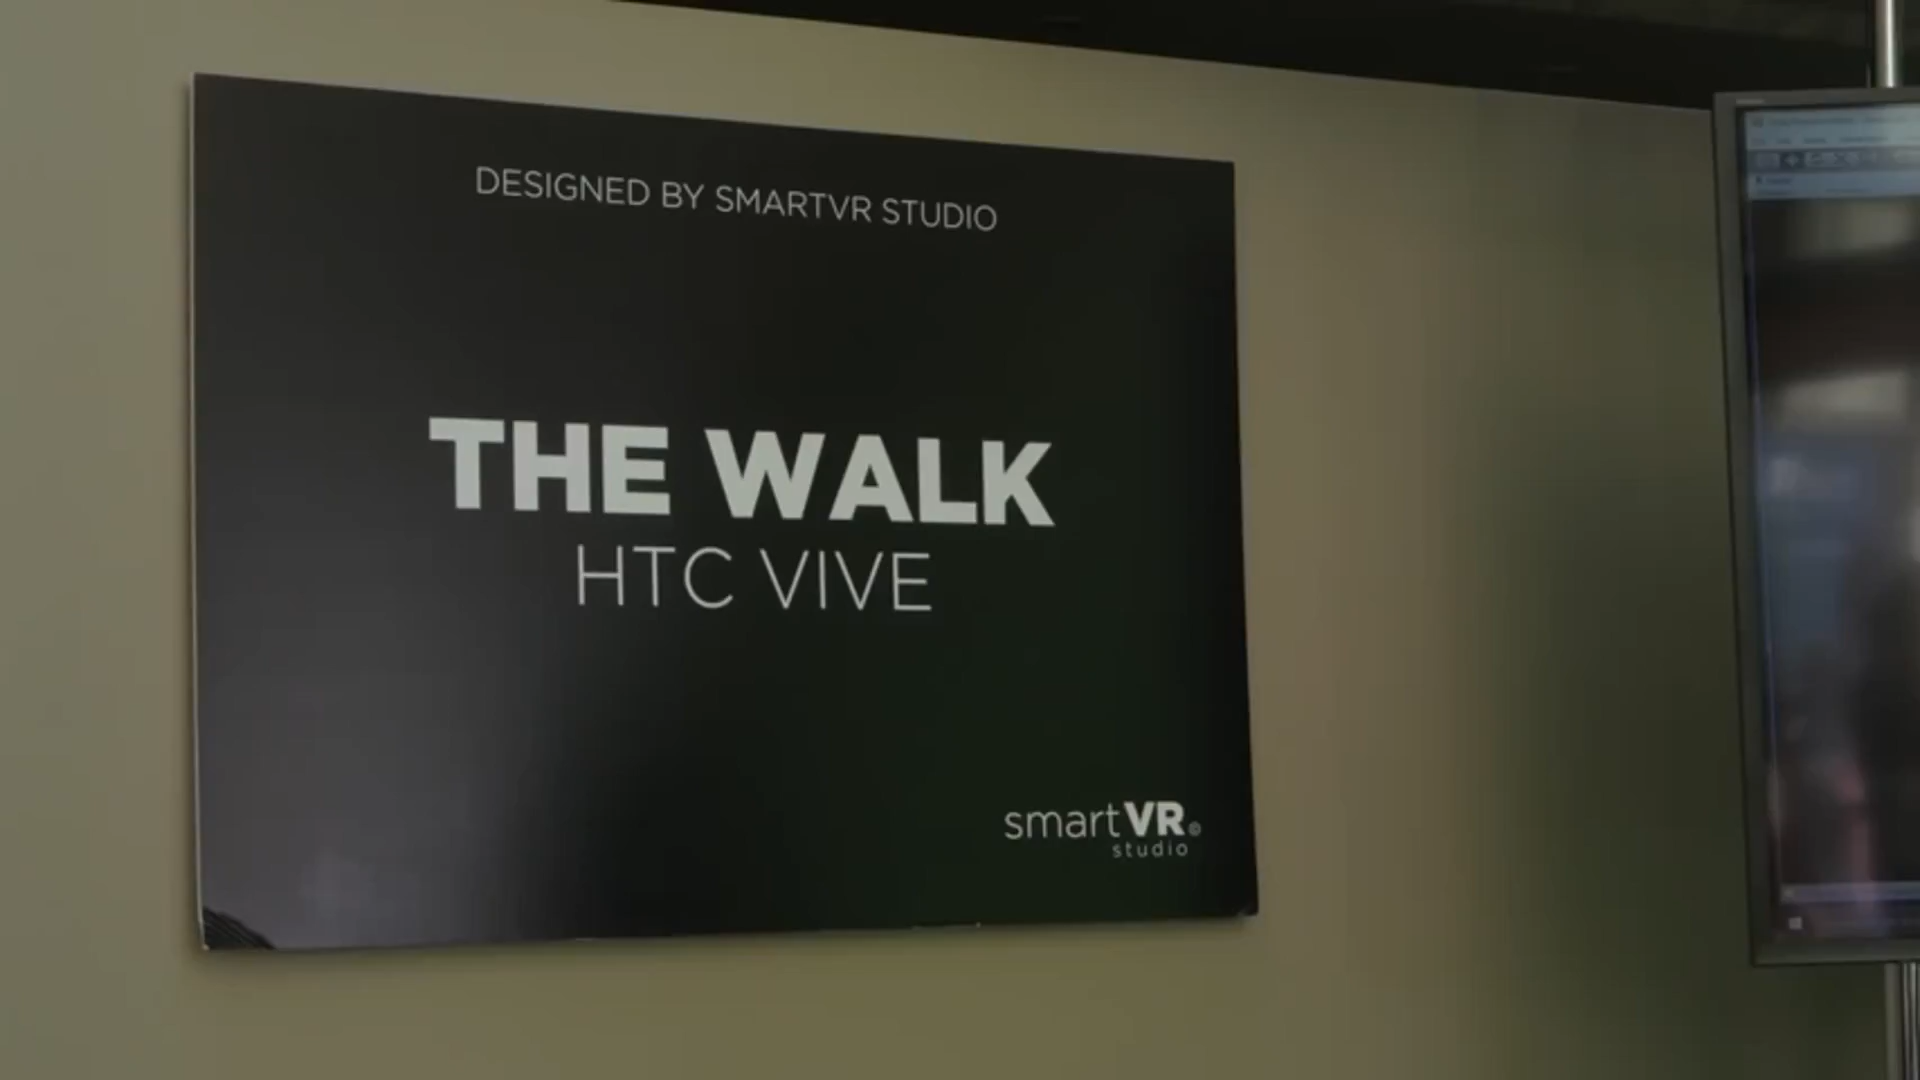 DESIGNED BY SMARTVR STUDIO
THE WALK
HTC VIVE
smartVR©
studio